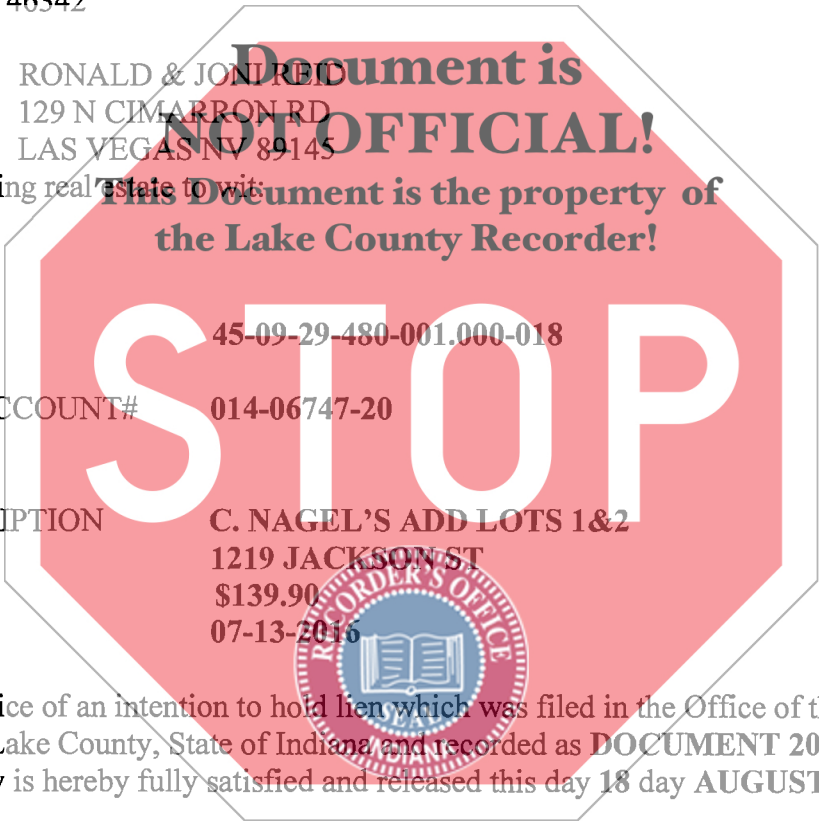 46342
Document is
RONALD & JONI REID
129 N CIMARRON RD
NOT OFFICIAL!
LAS VEGAS NV 89145
ing real estate to wit:
This Document is the property of
the Lake County Recorder!
STOP
45-09-29-480-001.000-018
CCOUNT# 014-06747-20
IPTION C. NAGEL'S ADD LOTS 1&2
1219 JACKSON ST
$139.90
07-13-2016
RECORDER'S OFFICE
SEAL
INDIANA
ice of an intention to hold lien which was filed in the Office of th
Lake County, State of Indiana and recorded as DOCUMENT 20
y is hereby fully satisfied and released this day 18 day AUGUST